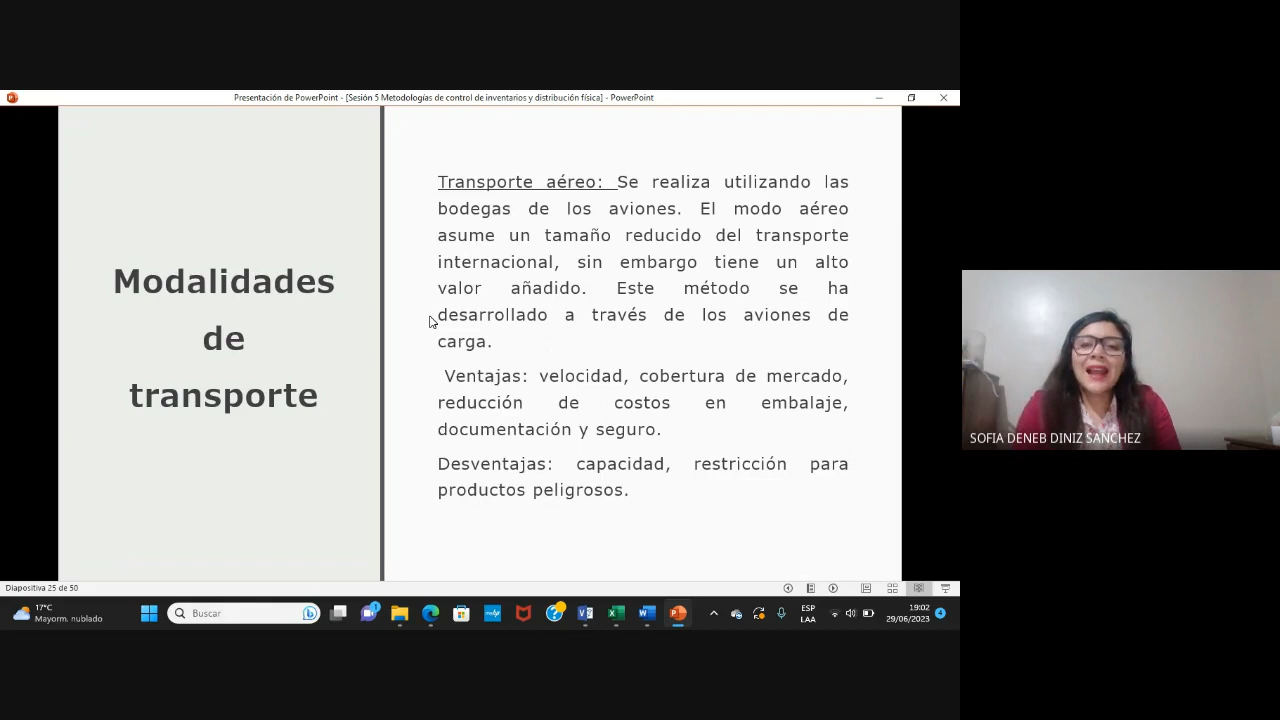 Presentación de PowerPoint - [Sesión 5 Metodologías de control de inventarios y distribución física] - PowerPoint
Modalidades
de
transporte
Transporte aéreo: Se realiza utilizando las
bodegas de los aviones. El modo aéreo
asume un tamaño reducido del transporte
internacional, sin embargo tiene un alto
valor añadido. Este método se ha
desarrollado a través de los aviones de
carga.
Ventajas: velocidad, cobertura de mercado,
reducción de costos en embalaje,
documentación y seguro.
Desventajas: capacidad, restricción para
productos peligrosos.
SOFIA DENEB DINIZ SANCHEZ
Diapositiva 25 de 50
17°C
Mayorm. nublado
Buscar
ESP
LAA
19:02
29/06/2023
4